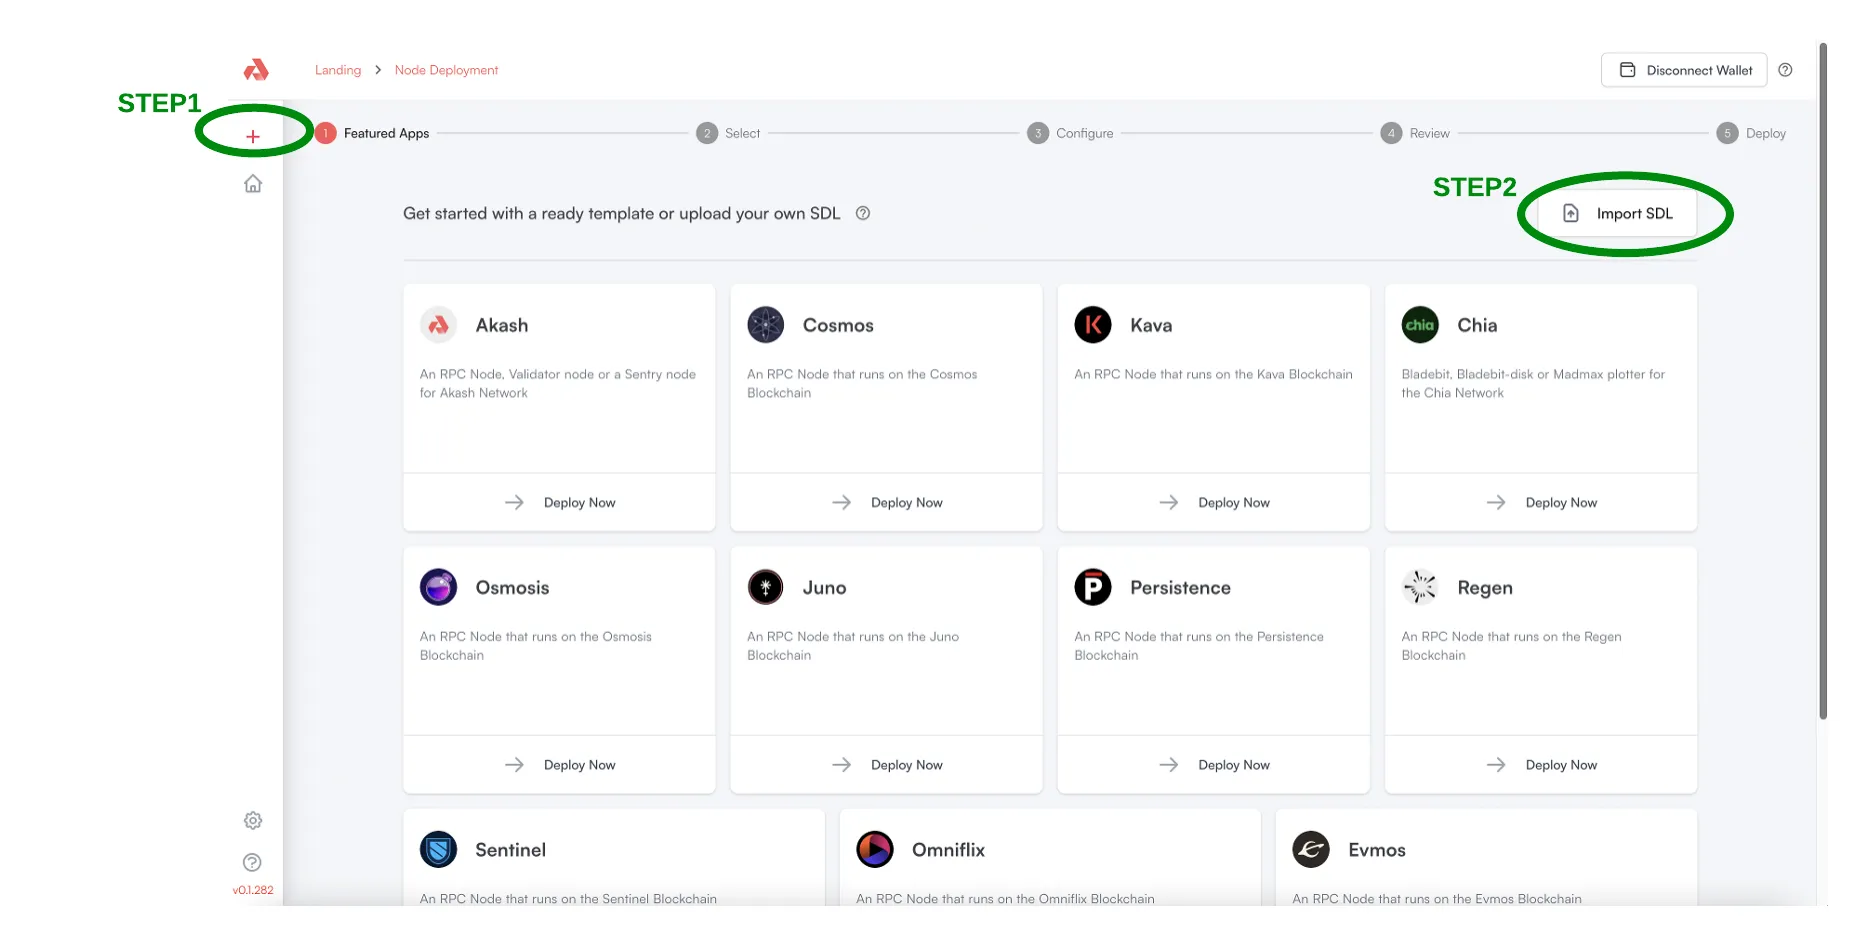 Landing > Node Deployment
Disconnect Wallet
STEP1
1 Featured Apps
2 Select
3 Configure
4 Review
5 Deploy
STEP2
Get started with a ready template or upload your own SDL
Import SDL
Akash
An RPC Node, Validator node or a Sentry node
for Akash Network
Deploy Now
Cosmos
An RPC Node that runs on the Cosmos
Blockchain
Deploy Now
Kava
An RPC Node that runs on the Kava Blockchain
Deploy Now
chia
Chia
Bladebit, Bladebit-disk or Madmax plotter for
the Chia Network
Deploy Now
Osmosis
An RPC Node that runs on the Osmosis
Blockchain
Deploy Now
Juno
An RPC Node that runs on the Juno
Blockchain
Deploy Now
Persistence
An RPC Node that runs on the Persistence
Blockchain
Deploy Now
Regen
An RPC Node that runs on the Regen
Blockchain
Deploy Now
Sentinel
An RPC Node that runs on the Sentinel Blockchain
Omniflix
An RPC Node that runs on the Omniflix Blockchain
Evmos
An RPC Node that runs on the Evmos Blockchain
v0.1.282